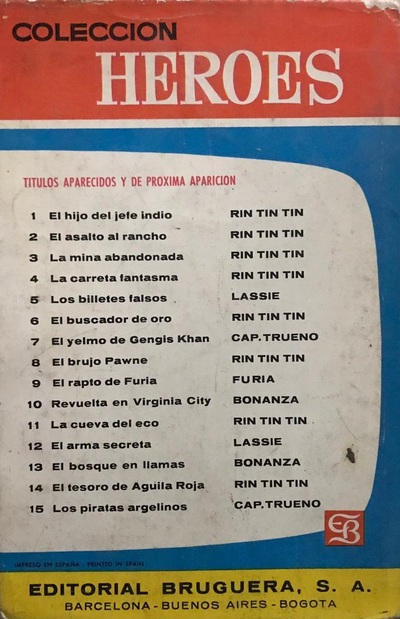 COLECCION
HEROES
TITULOS APARECIDOS Y DE PROXIMA APARICION
1 El hijo del jefe indio RIN TIN TIN
2 El asalto al rancho RIN TIN TIN
3 La mina abandonada RIN TIN TIN
4 La carreta fantasma RIN TIN TIN
5 Los billetes falsos LASSIE
6 El buscador de oro RIN TIN TIN
7 El yelmo de Gengis Khan CAP. TRUENO
8 El brujo Pawne RIN TIN TIN
9 El rapto de Furia FURIA
10 Revuelta en Virginia City BONANZA
11 La cueva del eco RIN TIN TIN
12 El arma secreta LASSIE
13 El bosque en llamas BONANZA
14 El tesoro de Aguila Roja RIN TIN TIN
15 Los piratas argelinos CAP. TRUENO
EB
IMPRESO EN ESPAÑA - PRINTED IN SPAIN
EDITORIAL BRUGUERA, S. A.
BARCELONA - BUENOS AIRES - BOGOTA